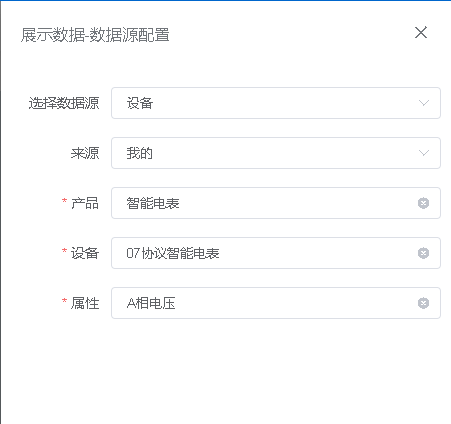 展示数据-数据源配置
选择数据源 设备
来源 我的
* 产品 智能电表
* 设备 07协议智能电表
* 属性 A相电压